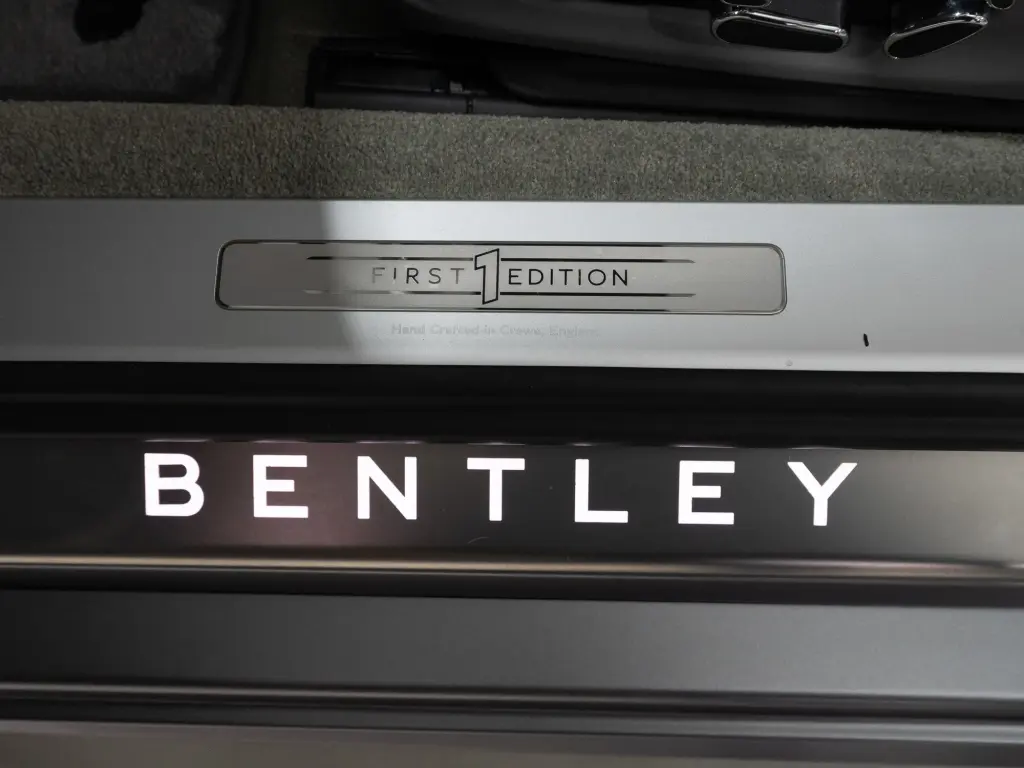 FIRST 1 EDITION
Hand Crafted in Crewe, England
BENTLEY